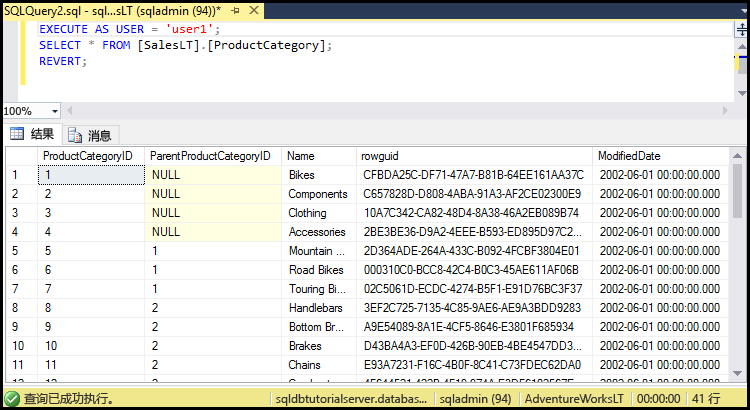 SQLQuery2.sql - sql...sLT (sqladmin (94))*
EXECUTE AS USER = 'user1';
SELECT * FROM [SalesLT].[ProductCategory];
REVERT;
100%
结果 消息
ProductCategoryID ParentProductCategoryID Name rowguid ModifiedDate
1 1 NULL Bikes CFBDA25C-DF71-47A7-B81B-64EE161AA37C 2002-06-01 00:00:00.000
2 2 NULL Components C657828D-D808-4ABA-91A3-AF2CE02300E9 2002-06-01 00:00:00.000
3 3 NULL Clothing 10A7C342-CA82-48D4-8A38-46A2EB089B74 2002-06-01 00:00:00.000
4 4 NULL Accessories 2BE3BE36-D9A2-4EEE-B593-ED895D97C2... 2002-06-01 00:00:00.000
5 5 1 Mountain ... 2D364ADE-264A-433C-B092-4FCBF3804E01 2002-06-01 00:00:00.000
6 6 1 Road Bikes 000310C0-BCC8-42C4-B0C3-45AE611AF06B 2002-06-01 00:00:00.000
7 7 1 Touring Bi... 02C5061D-ECDC-4274-B5F1-E91D76BC3F37 2002-06-01 00:00:00.000
8 8 2 Handlebars 3EF2C725-7135-4C85-9AE6-AE9A3BDD9283 2002-06-01 00:00:00.000
9 9 2 Bottom Br... A9E54089-8A1E-4CF5-8646-E3801F685934 2002-06-01 00:00:00.000
10 10 2 Brakes D43BA4A3-EF0D-426B-90EB-4BE4547DD3... 2002-06-01 00:00:00.000
11 11 2 Chains E93A7231-F16C-4B0F-8C41-C73FDEC62DA0 2002-06-01 00:00:00.000
查询已成功执行。 sqldbtutorialserver.databas... sqladmin (94) AdventureWorksLT 00:00:00 41 行